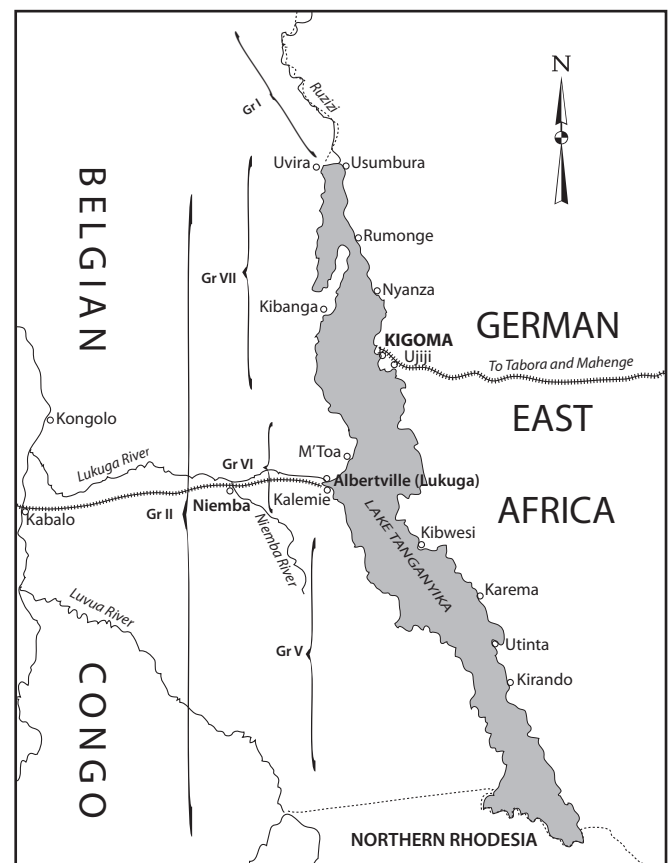 N
Gr I
Ruzizi
Uvira
Usumbura
BELGIAN
Rumonge
Gr VII
Nyanza
Kibanga
GERMAN
KIGOMA
Ujiji
To Tabora and Mahenge
EAST
Kongolo
M'Toa
Lukuga River
Gr VI
Albertville (Lukuga)
Niemba
Kalemie
Kabalo
Gr II
AFRICA
Niemba River
LAKE TANGANYIKA
Kibwesi
Karema
Luvua River
Utinta
Gr V
Kirando
CONGO
NORTHERN RHODESIA